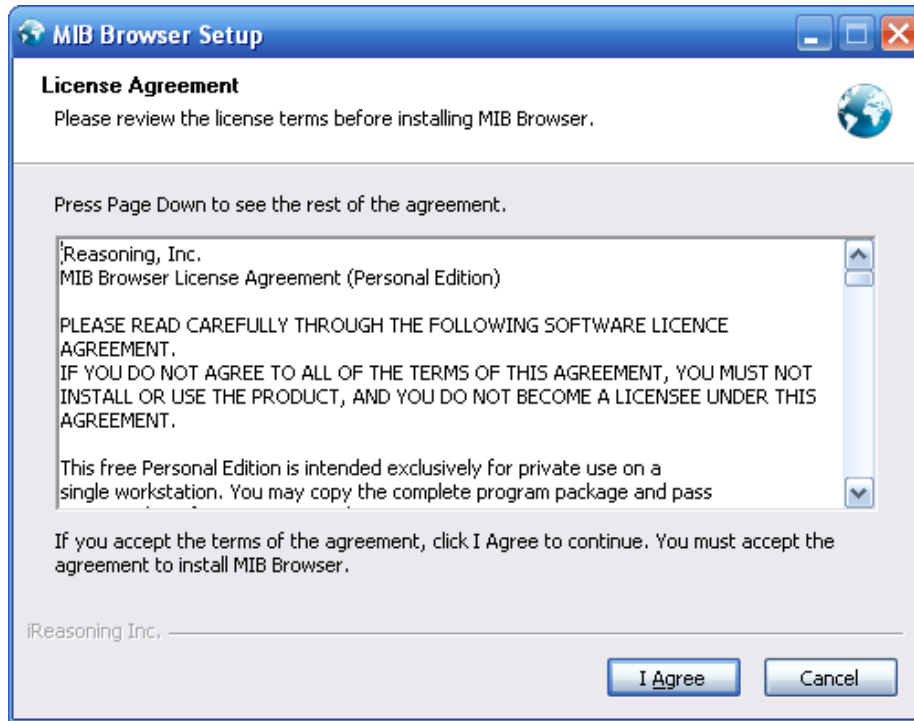 MIB Browser Setup
License Agreement
Please review the license terms before installing MIB Browser.
Press Page Down to see the rest of the agreement.
iReasoning, Inc.
MIB Browser License Agreement (Personal Edition)
PLEASE READ CAREFULLY THROUGH THE FOLLOWING SOFTWARE LICENCE
AGREEMENT.
IF YOU DO NOT AGREE TO ALL OF THE TERMS OF THIS AGREEMENT, YOU MUST NOT
INSTALL OR USE THE PRODUCT, AND YOU DO NOT BECOME A LICENSEE UNDER THIS
AGREEMENT.
This free Personal Edition is intended exclusively for private use on a
single workstation. You may copy the complete program package and pass
If you accept the terms of the agreement, click I Agree to continue. You must accept the
agreement to install MIB Browser.
iReasoning Inc.
I Agree
Cancel